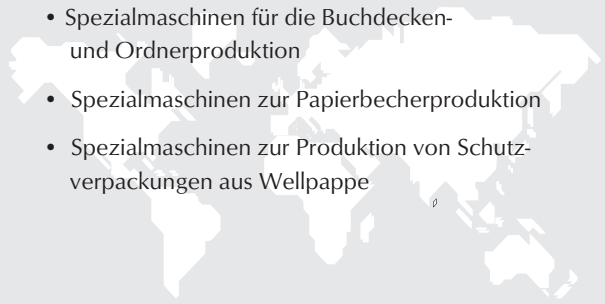 • Spezialmaschinen für die Buchdecken-
und Ordnerproduktion
• Spezialmaschinen zur Papierbecherproduktion
• Spezialmaschinen zur Produktion von Schutz-
verpackungen aus Wellpappe